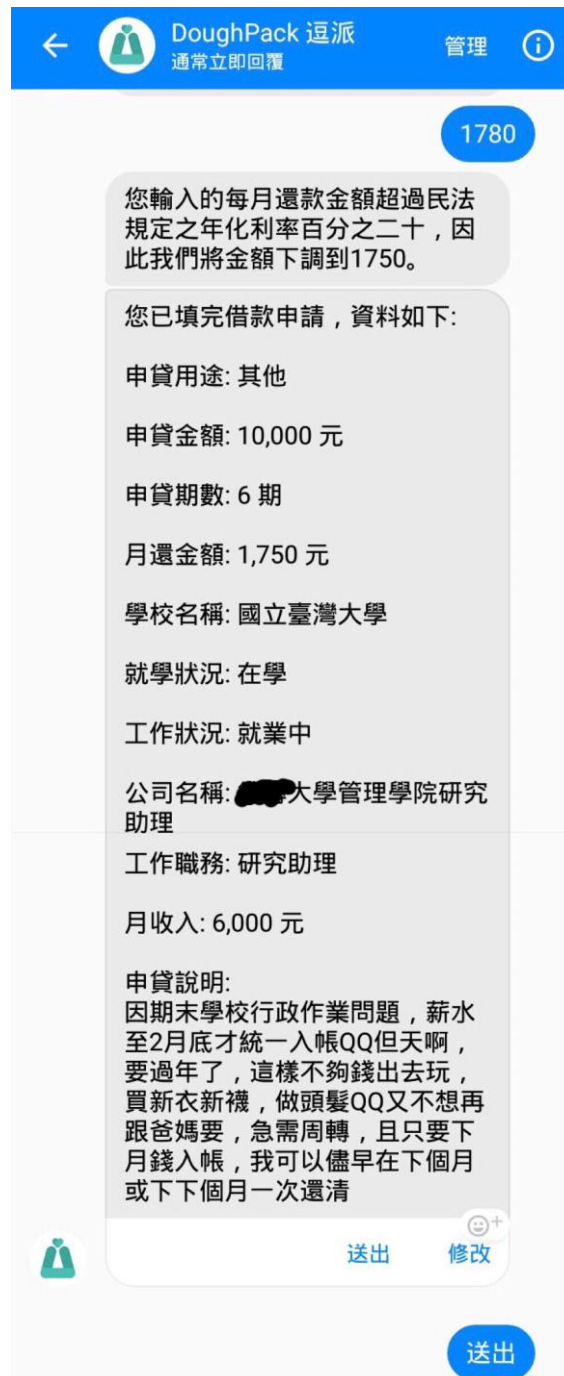 DoughPack 逗派
管理
通常立即回覆
1780
您輸入的每月還款金額超過民法
規定之年化利率百分之二十，因
此我們將金額下調到1750。
您已填完借款申請，資料如下:
申貸用途: 其他
申貸金額: 10,000 元
申貸期數: 6 期
月還金額: 1,750 元
學校名稱: 國立臺灣大學
就學狀況: 在學
工作狀況: 就業中
公司名稱: 大學管理學院研究
助理
工作職務: 研究助理
月收入: 6,000 元
申貸說明:
因期末學校行政作業問題，薪水
至2月底才統一入帳QQ但天啊，
要過年了，這樣不夠錢出去玩，
買新衣新襪，做頭髮QQ又不想再
跟爸媽要，急需周轉，且只要下
月錢入帳，我可以儘早在下個月
或下下個月一次還清
送出 修改
送出